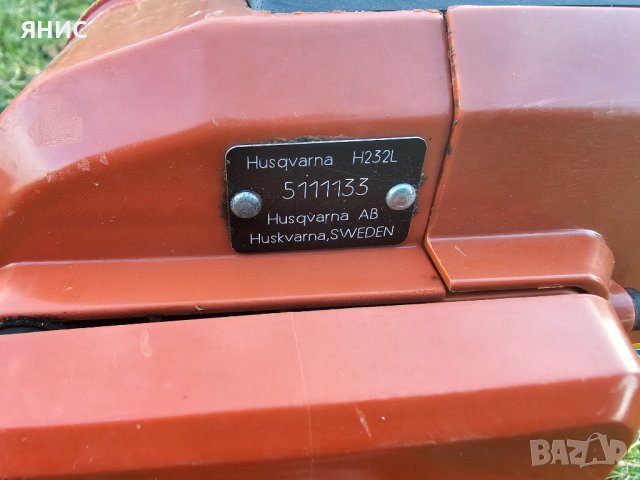 ЯНИС
Husqvarna H232L
5111133
Husqvarna AB
Huskvarna, SWEDEN
BAZAR